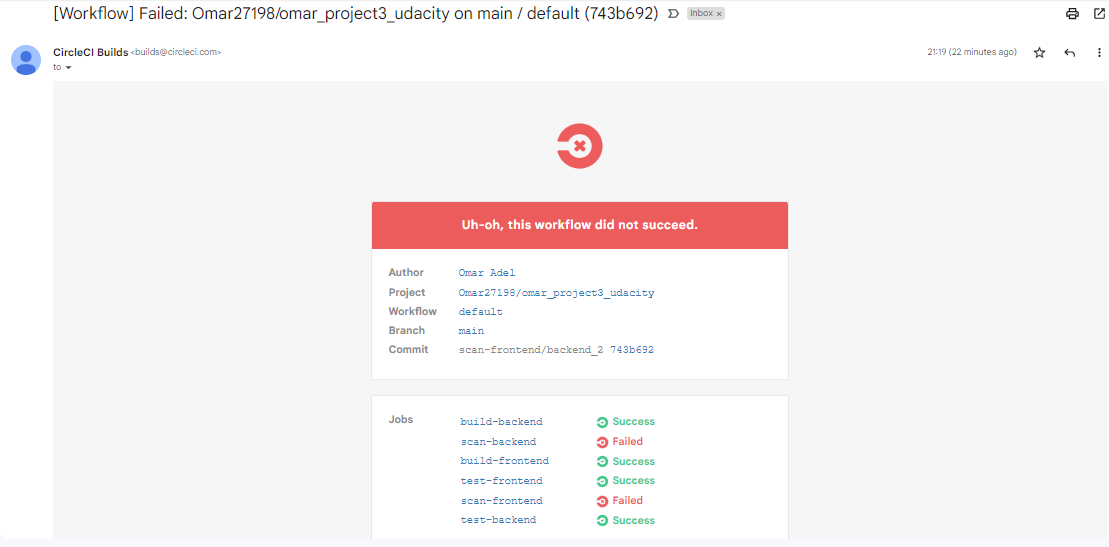 [Workflow] Failed: Omar27198/omar_project3_udacity on main / default (743b692) Inbox ×
CircleCI Builds <builds@circleci.com> 21:19 (22 minutes ago)
to
Uh-oh, this workflow did not succeed.
Author Omar Adel
Project Omar27198/omar_project3_udacity
Workflow default
Branch main
Commit scan-frontend/backend_2 743b692
Jobs build-backend Success
scan-backend Failed
build-frontend Success
test-frontend Success
scan-frontend Failed
test-backend Success